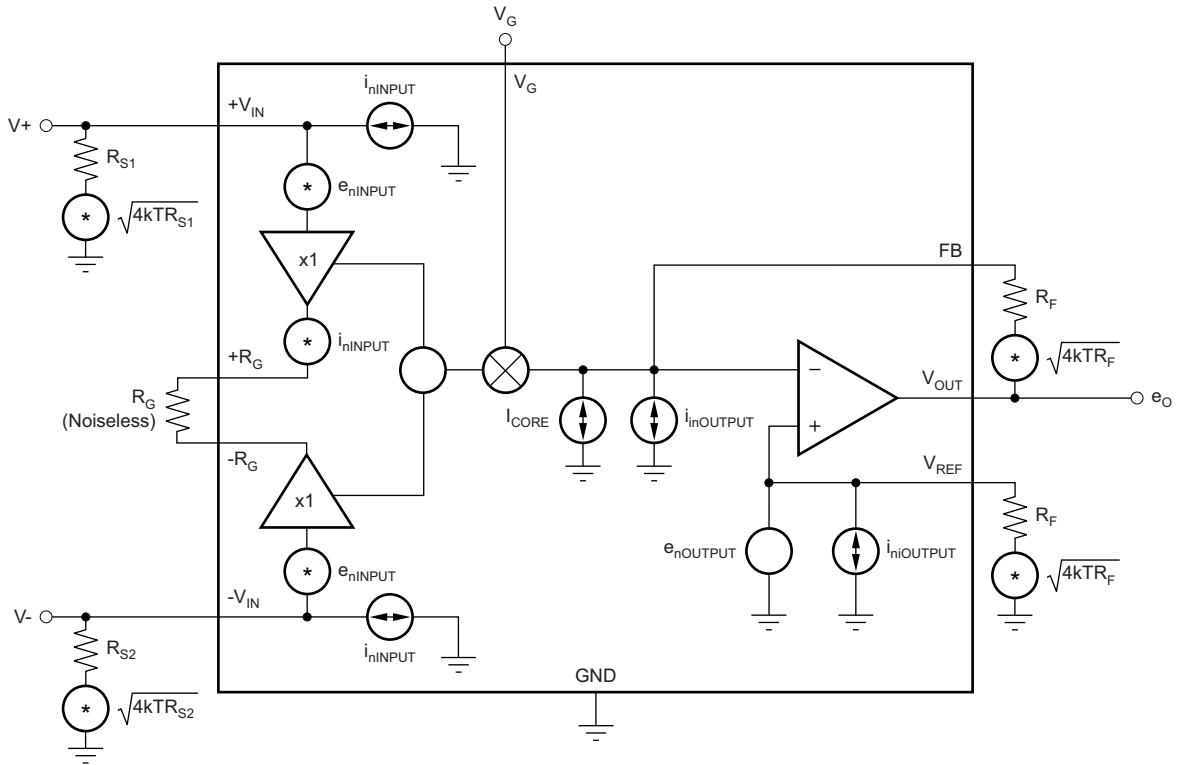 V_G
V_G
+V_IN
i_nINPUT
V+
R_S1
e_nINPUT
*
*
√4kTR_S1
x1
FB
i_nINPUT
*
R_F
+R_G
*
√4kTR_F
R_G
(Noiseless)
−
V_OUT
e_O
I_CORE
i_inOUTPUT
-R_G
+
V_REF
x1
R_F
e_nOUTPUT
i_niOUTPUT
*
e_nINPUT
*
√4kTR_F
-V_IN
V-
R_S2
i_nINPUT
GND
*
√4kTR_S2